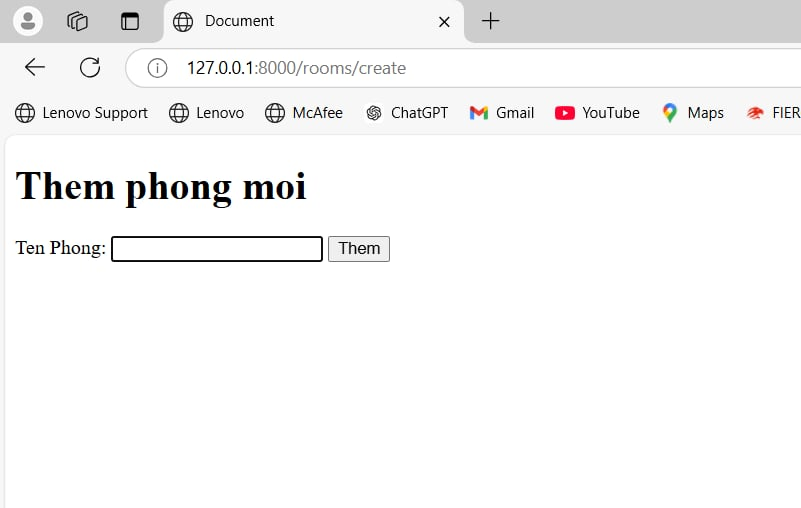 Document
127.0.0.1:8000/rooms/create
Lenovo Support Lenovo McAfee ChatGPT Gmail YouTube Maps FIER
Them phong moi
Ten Phong: Them